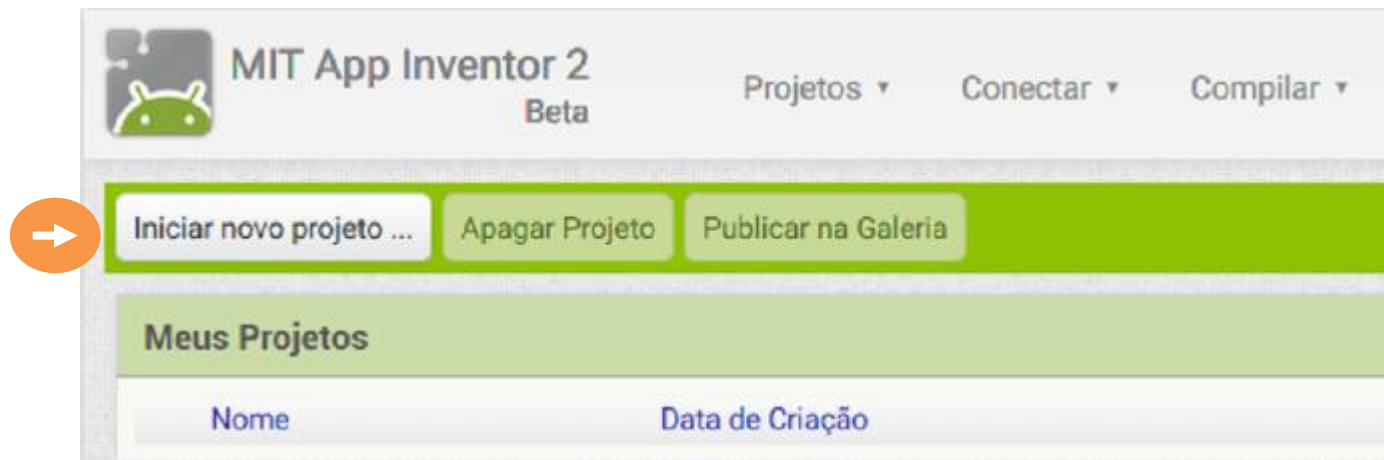 MIT App Inventor 2
Beta
Projetos Conectar Compilar
Iniciar novo projeto ... Apagar Projeto Publicar na Galeria
Meus Projetos
Nome Data de Criação